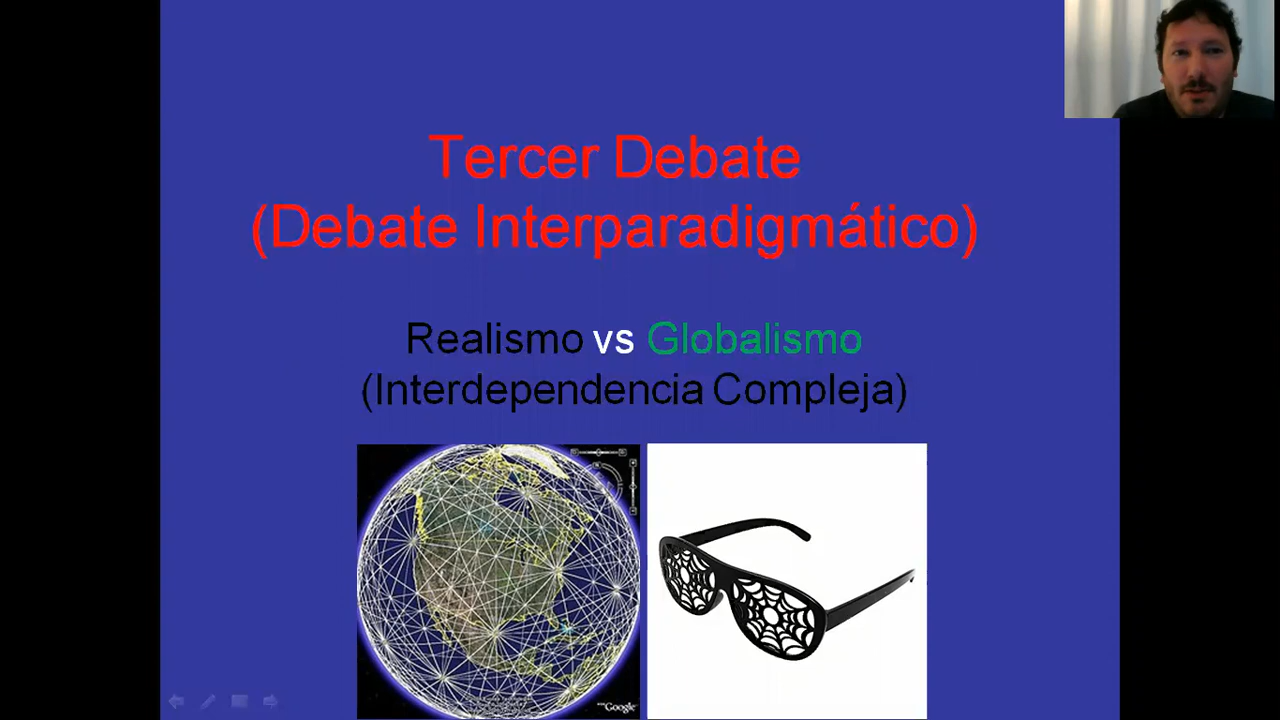 Tercer Debate
(Debate Interparadigmático)
Realismo vs Globalismo
(Interdependencia Compleja)
Google